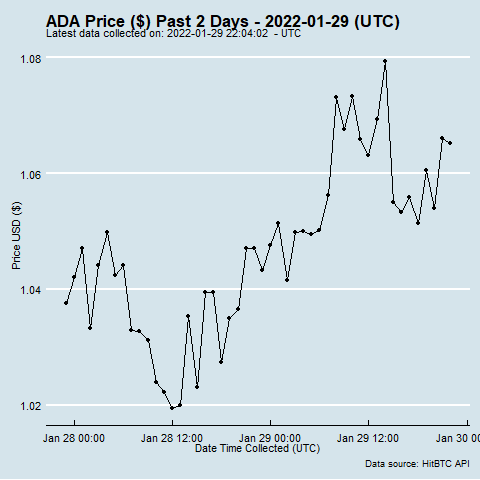 ADA Price ($) Past 2 Days - 2022-01-29 (UTC)
Latest data collected on: 2022-01-29 22:04:02 - UTC
1.08
1.06
1.04
1.02
Price USD ($)
Jan 28 00:00 Jan 28 12:00 Jan 29 00:00 Jan 29 12:00 Jan 30 00
Date Time Collected (UTC)
Data source: HitBTC API